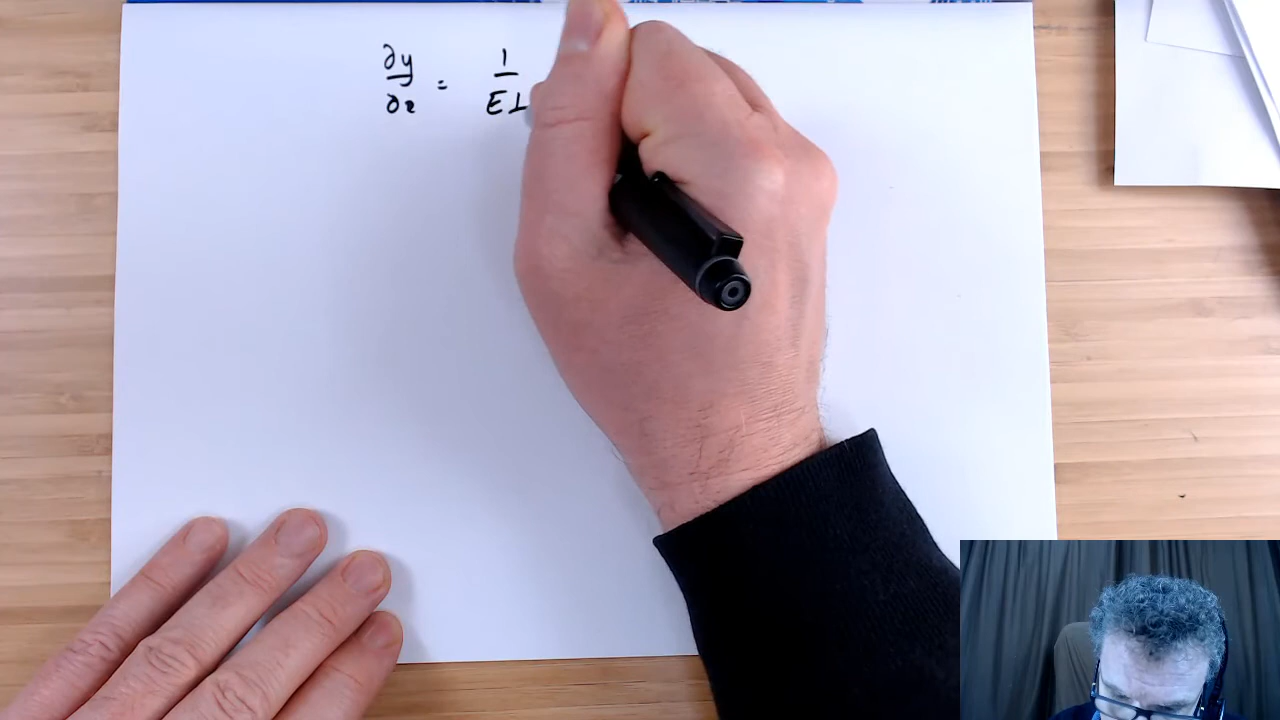 ∂y/∂x = 1/EI